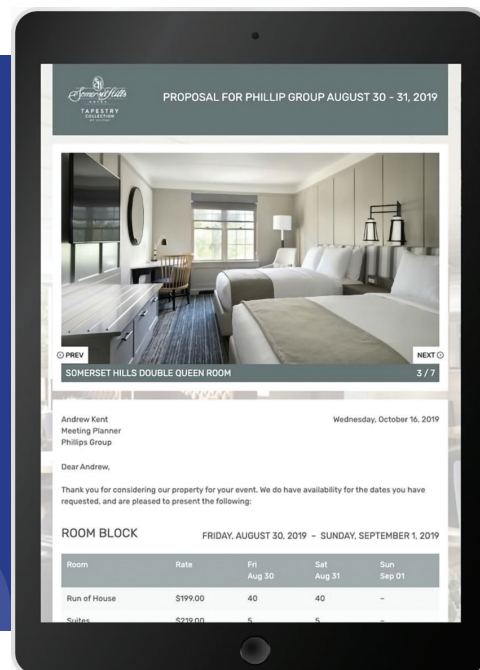 Somerset Hills
HOTEL
TAPESTRY
COLLECTION
BY HILTON
PROPOSAL FOR PHILLIP GROUP AUGUST 30 - 31, 2019
PREV
NEXT
SOMERSET HILLS DOUBLE QUEEN ROOM 3 / 7
Andrew Kent Wednesday, October 16, 2019
Meeting Planner
Phillips Group
Dear Andrew,
Thank you for considering our property for your event. We do have availability for the dates you have
requested, and are pleased to present the following:
ROOM BLOCK FRIDAY, AUGUST 30, 2019 – SUNDAY, SEPTEMBER 1, 2019
Room Rate Fri Sat Sun
Aug 30 Aug 31 Sep 01
Run of House $199.00 40 40 –
Suites $219.00 5 5 –